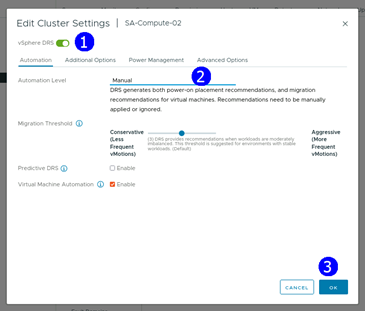 Edit Cluster Settings | SA-Compute-02 ×
vSphere DRS 1
Automation Additional Options Power Management Advanced Options
Automation Level Manual 2
DRS generates both power-on placement recommendations, and migration
recommendations for virtual machines. Recommendations need to be manually
applied or ignored.
Migration Threshold
Conservative
(Less
Frequent
vMotions)
(3) DRS provides recommendations when workloads are moderately
imbalanced. This threshold is suggested for environments with stable
workloads. (Default)
Aggressive
(More
Frequent
vMotions)
Predictive DRS Enable
Virtual Machine Automation Enable
3
CANCEL OK